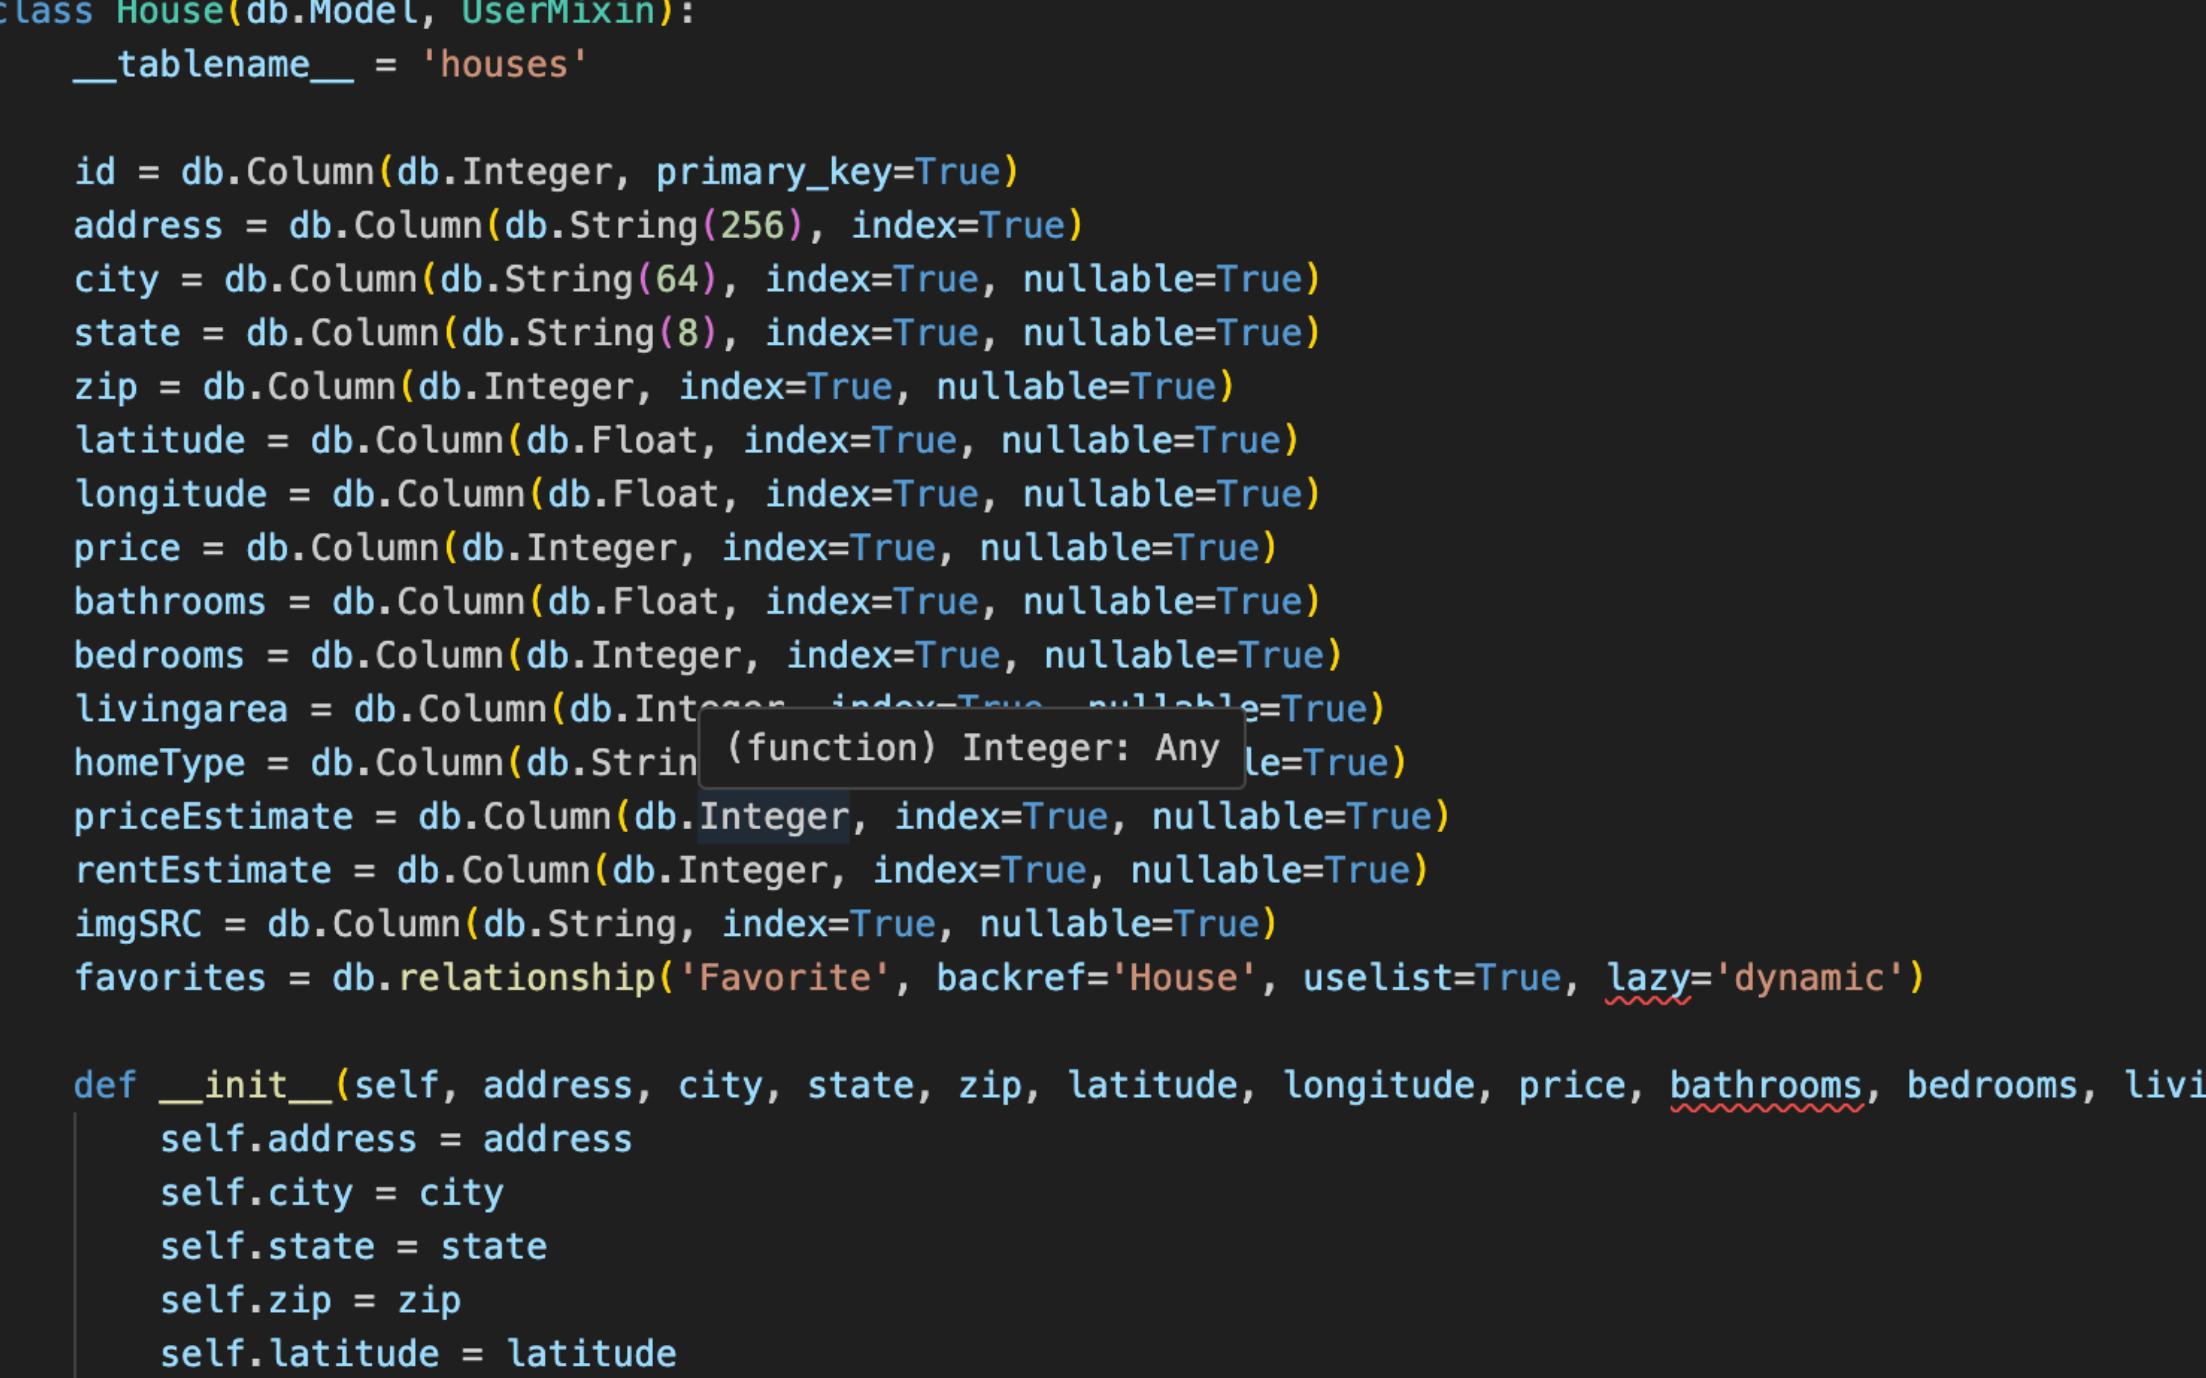 class House(db.Model, UserMixin):
    __tablename__ = 'houses'

    id = db.Column(db.Integer, primary_key=True)
    address = db.Column(db.String(256), index=True)
    city = db.Column(db.String(64), index=True, nullable=True)
    state = db.Column(db.String(8), index=True, nullable=True)
    zip = db.Column(db.Integer, index=True, nullable=True)
    latitude = db.Column(db.Float, index=True, nullable=True)
    longitude = db.Column(db.Float, index=True, nullable=True)
    price = db.Column(db.Integer, index=True, nullable=True)
    bathrooms = db.Column(db.Float, index=True, nullable=True)
    bedrooms = db.Column(db.Integer, index=True, nullable=True)
    livingarea = db.Column(db.Integer, index=True, nullable=True)
(function) Integer: Any
    homeType = db.Column(db.Strin le=True)
    priceEstimate = db.Column(db.Integer, index=True, nullable=True)
    rentEstimate = db.Column(db.Integer, index=True, nullable=True)
    imgSRC = db.Column(db.String, index=True, nullable=True)
    favorites = db.relationship('Favorite', backref='House', uselist=True, lazy='dynamic')

    def __init__(self, address, city, state, zip, latitude, longitude, price, bathrooms, bedrooms, livi
        self.address = address
        self.city = city
        self.state = state
        self.zip = zip
        self.latitude = latitude